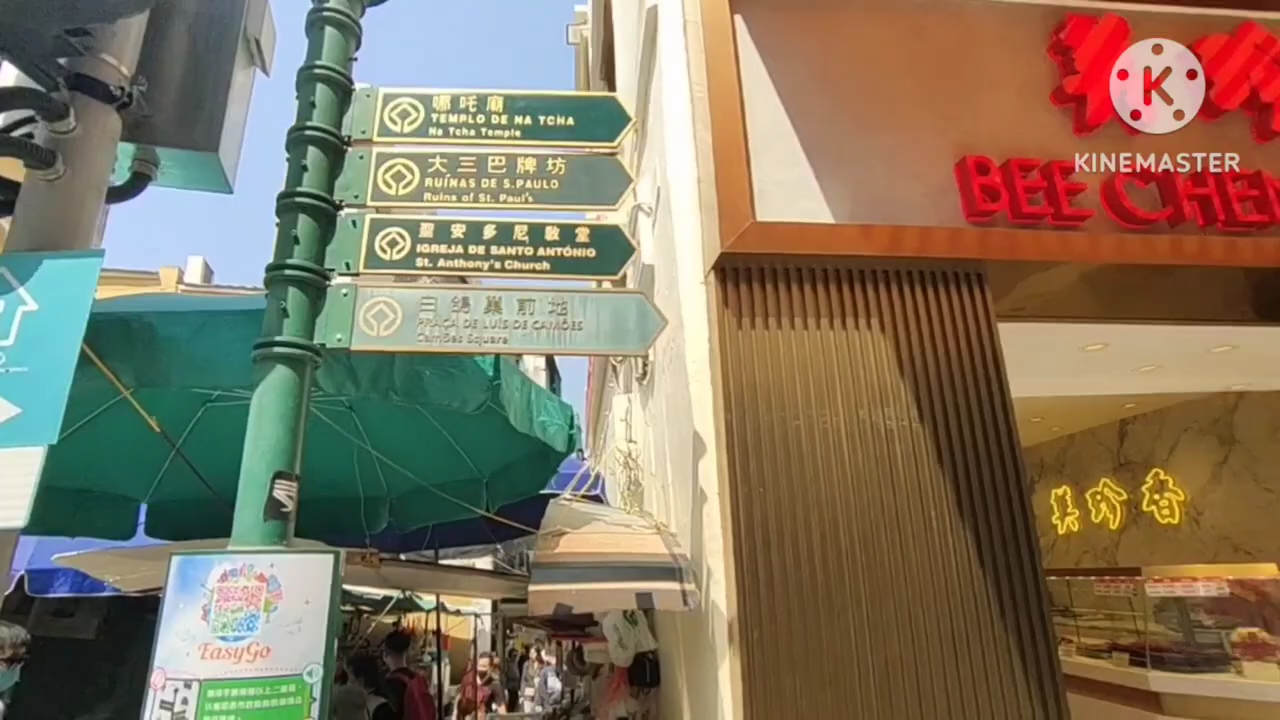 哪吒廟
TEMPLO DE NA TCHA
Na Tcha Temple
大三巴牌坊
RUÍNAS DE S. PAULO
Ruins of St. Paul's
聖安多尼教堂
IGREJA DE SANTO ANTÓNIO
St. Anthony's Church
白鴿巢前地
PRAÇA DE LUÍS DE CAMÕES
Camões Square
K
KINEMASTER
BEE CHE
美珍香
EasyGo